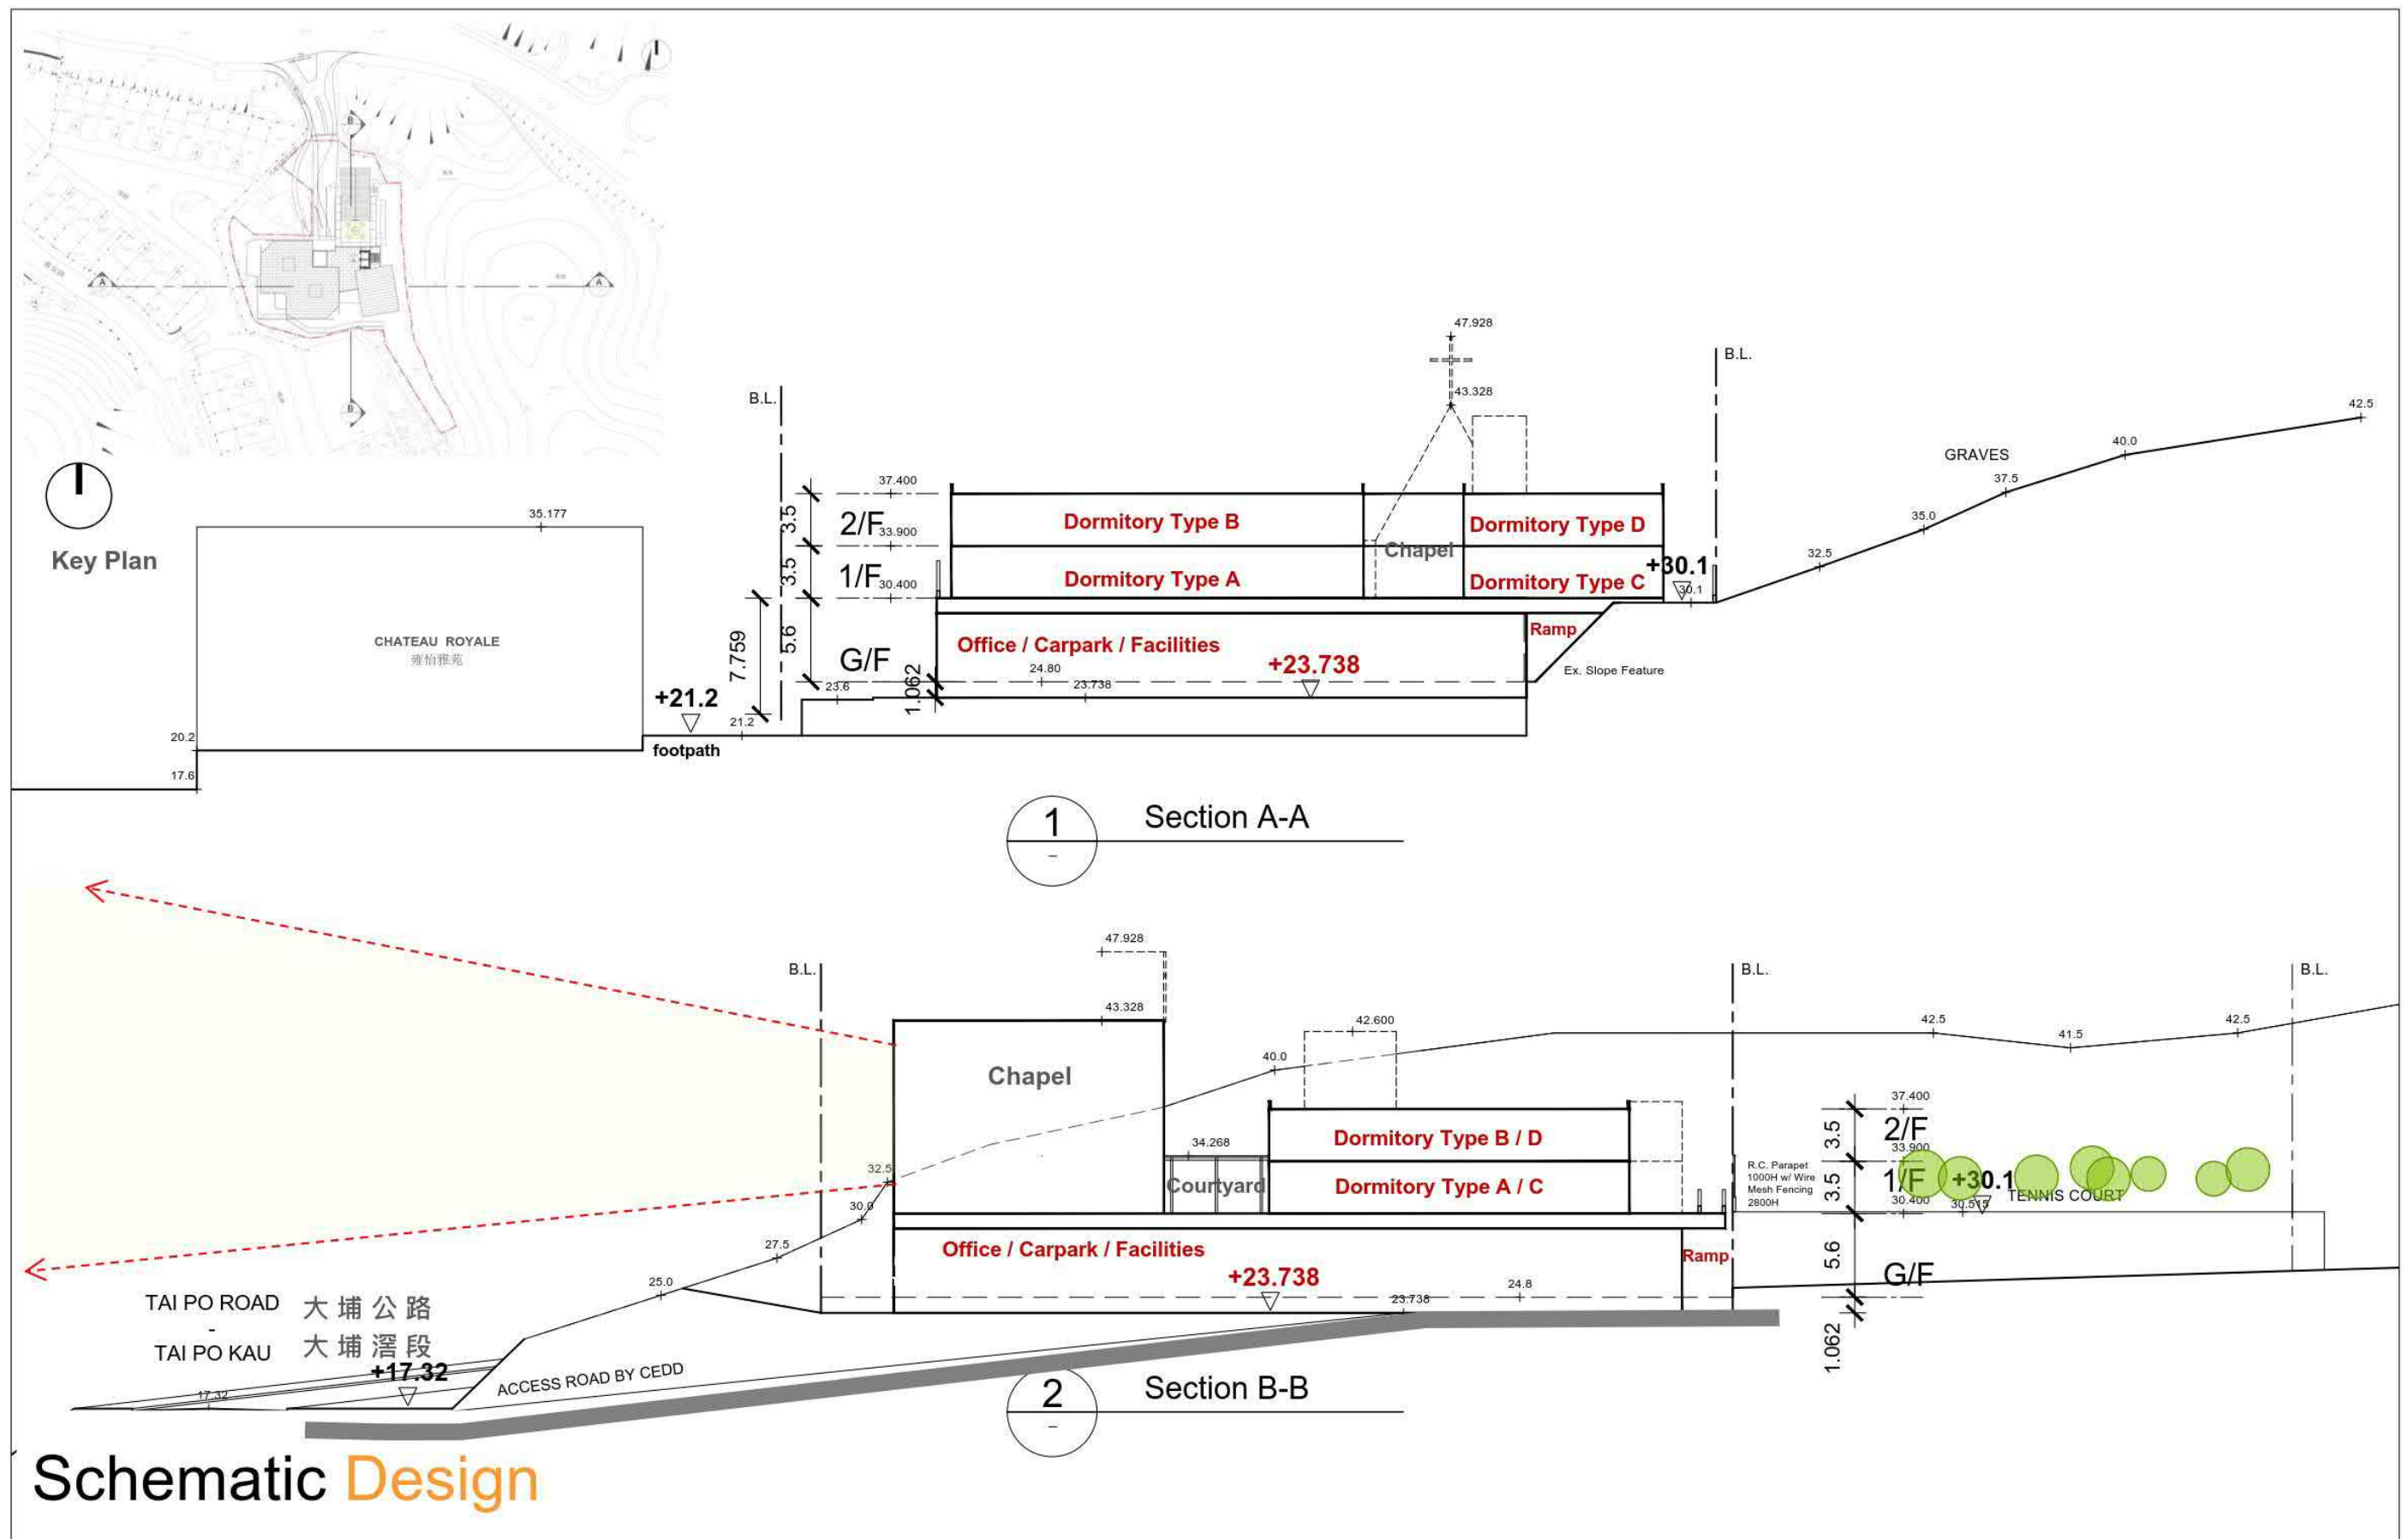 B
A
A
B
Key Plan
47.928
43.328
B.L.
B.L.
42.5
40.0
GRAVES
37.5
35.0
32.5
37.400
3.5
2/F
33.900
3.5
1/F
30.400
5.6
7.759
G/F
1.062
Dormitory Type B
Dormitory Type D
Chapel
Dormitory Type A
Dormitory Type C
+30.1
30.1
35.177
CHATEAU ROYALE
雍怡雅苑
Office / Carpark / Facilities
Ramp
+23.738
24.80
23.738
23.6
Ex. Slope Feature
+21.2
21.2
footpath
20.2
17.6
1
–
Section A-A
47.928
B.L.
B.L.
B.L.
43.328
42.600
42.5
41.5
42.5
Chapel
40.0
37.400
34.268
Dormitory Type B / D
3.5
2/F
33.900
32.5
Courtyard
Dormitory Type A / C
R.C. Parapet
1000H w/ Wire
Mesh Fencing
2800H
3.5
1/F
+30.1
TENNIS COURT
30.400
30.515
30.0
27.5
25.0
Office / Carpark / Facilities
Ramp
5.6
G/F
+23.738
24.8
23.738
1.062
TAI PO ROAD 大埔公路
-
TAI PO KAU 大埔滘段
+17.32
17.32
ACCESS ROAD BY CEDD
2
–
Section B-B
Schematic Design